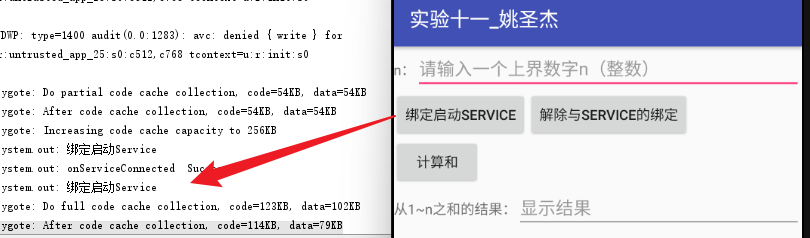 JDWP: type=1400 audit(0.0:1283): avc: denied { write } for
r:untrusted_app_25:s0:c512,c768 tcontext=u:r:init:s0
ygote: Do partial code cache collection, code=54KB, data=54KB
ygote: After code cache collection, code=54KB, data=54KB
ygote: Increasing code cache capacity to 256KB
ystem.out: 绑定启动Service
ystem.out: onServiceConnected
ystem.out: 绑定启动Service
ygote: Do full code cache collection, code=123KB, data=102KB
ygote: After code cache collection, code=114KB, data=79KB
实验十一_姚圣杰
n: 请输入一个上界数字n（整数）
绑定启动SERVICE 解除与SERVICE的绑定
计算和
从1~n之和的结果: 显示结果